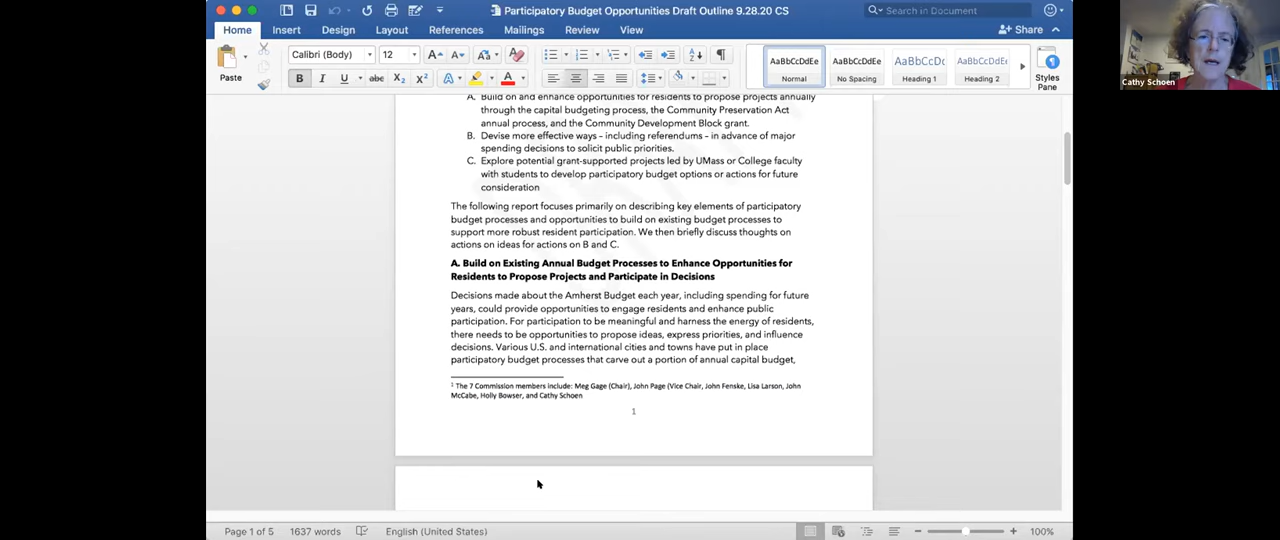 Participatory Budget Opportunities Draft Outline 9.28.20 CS
Search in Document
Home Insert Design Layout References Mailings Review View
Share
Paste
Calibri (Body) 12
AaBbCcDdEe AaBbCcDdEe AaBbCcDc AaBbCcDdEe
Normal No Spacing Heading 1 Heading 2
Styles
Pane
Cathy Schoen
A. Build on and enhance opportunities for residents to propose projects annually
through the capital budgeting process, the Community Preservation Act
annual process, and the Community Development Block grant.
B. Devise more effective ways – including referendums – in advance of major
spending decisions to solicit public priorities.
C. Explore potential grant-supported projects led by UMass or College faculty
with students to develop participatory budget options or actions for future
consideration
The following report focuses primarily on describing key elements of participatory
budget processes and opportunities to build on existing budget processes to
support more robust resident participation. We then briefly discuss thoughts on
actions on ideas for actions on B and C.
A. Build on Existing Annual Budget Processes to Enhance Opportunities for
Residents to Propose Projects and Participate in Decisions
Decisions made about the Amherst Budget each year, including spending for future
years, could provide opportunities to engage residents and enhance public
participation. For participation to be meaningful and harness the energy of residents,
there needs to be opportunities to propose ideas, express priorities, and influence
decisions. Various U.S. and international cities and towns have put in place
participatory budget processes that carve out a portion of annual capital budget,
1 The 7 Commission members include: Meg Gage (Chair), John Page (Vice Chair, John Fenske, Lisa Larson, John
McCabe, Holly Bowser, and Cathy Schoen
1
Page 1 of 5 1637 words English (United States) 100%